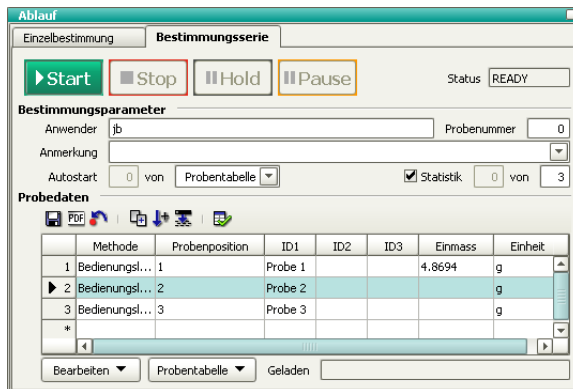 Ablauf
Einzelbestimmung Bestimmungsserie
Start Stop Hold Pause Status READY
Bestimmungsparameter
Anwender jb Probenummer 0
Anmerkung
Autostart 0 von Probentabelle Statistik 0 von 3
Probedaten
PDF
Methode Probenposition ID1 ID2 ID3 Einmass Einheit
1 Bedienungsl... 1 Probe 1 4.8694 g
2 Bedienungsl... 2 Probe 2 g
3 Bedienungsl... 3 Probe 3 g
*
Bearbeiten Probentabelle Geladen